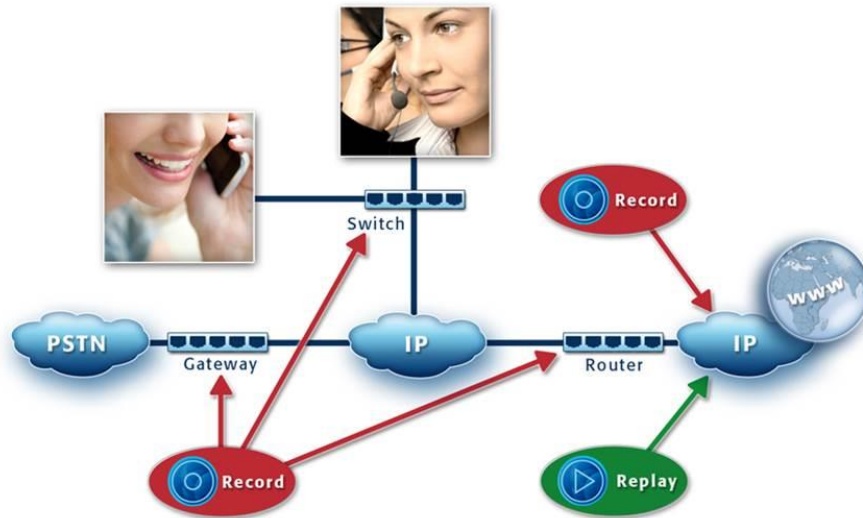 Switch
Record
www
PSTN
Gateway
IP
Router
IP
Record
Replay